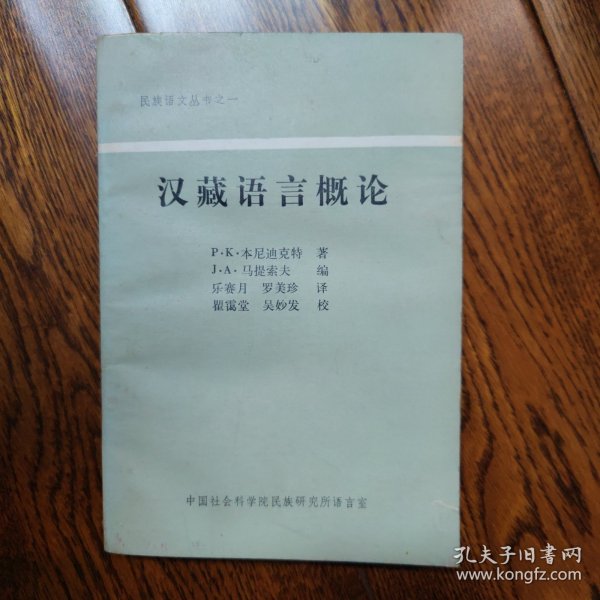 民族语文丛书之一
汉藏语言概论
P·K·本尼迪克特 著
J·A·马提索夫 编
乐赛月 罗美珍 译
瞿霭堂 吴妙发 校
中国社会科学院民族研究所语言室
孔夫子旧书网
www.kongfz.com